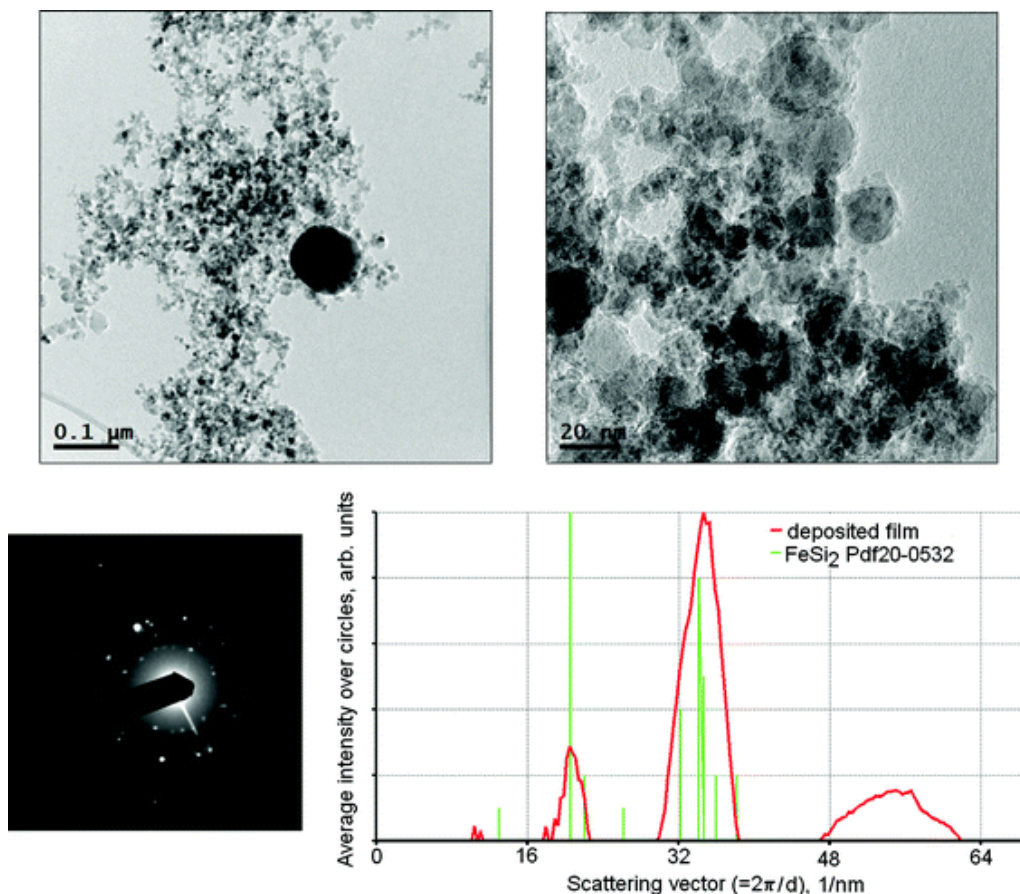 0.1 µm
20 nm
Average intensity over circles, arb. units
deposited film
FeSi₂ Pdf20-0532
0 16 32 48 64
Scattering vector (=2π/d), 1/nm